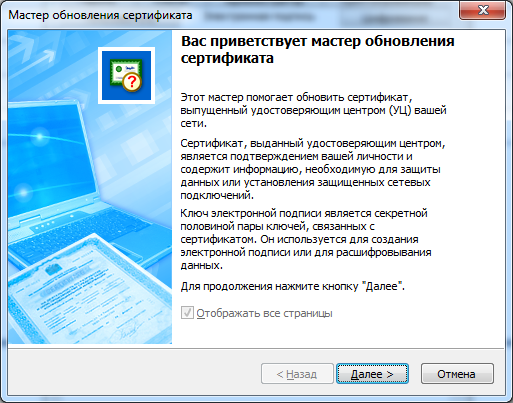 Мастер обновления сертификата
Вас приветствует мастер обновления
сертификата
Этот мастер помогает обновить сертификат,
выпущенный удостоверяющим центром (УЦ) вашей
сети.
Сертификат, выданный удостоверяющим центром,
является подтверждением вашей личности и
содержит информацию, необходимую для защиты
данных или установления защищенных сетевых
подключений.
Ключ электронной подписи является секретной
половиной пары ключей, связанных с
сертификатом. Он используется для создания
электронной подписи или для расшифровывания
данных.
Для продолжения нажмите кнопку "Далее".
Отображать все страницы
< Назад Далее > Отмена